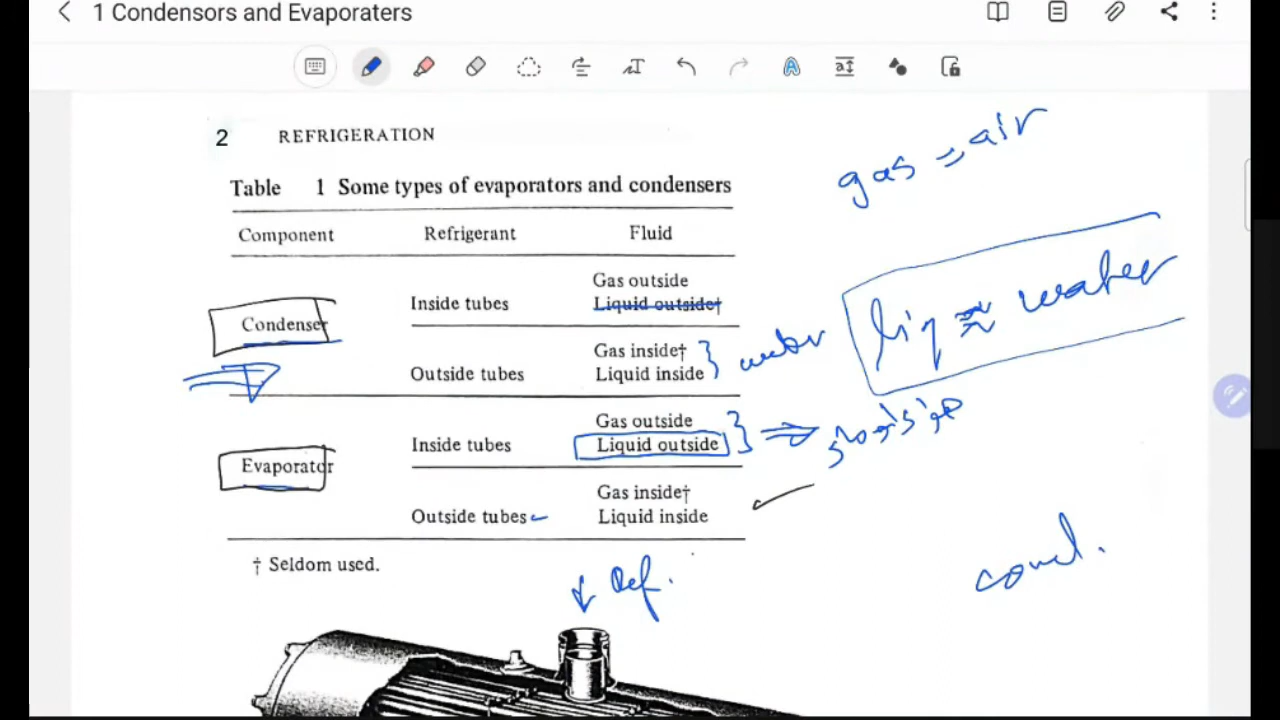 1 Condensors and Evaporaters
2 REFRIGERATION
gas = air
Table 1 Some types of evaporators and condensers
Component Refrigerant Fluid
Gas outside
Inside tubes Liquid outside†
Condenser
liq ≈ water
Gas inside†
water
Outside tubes Liquid inside
Gas outside
Inside tubes Liquid outside
Evaporator
Gas inside†
Outside tubes Liquid inside
† Seldom used.
Ref.
cond.